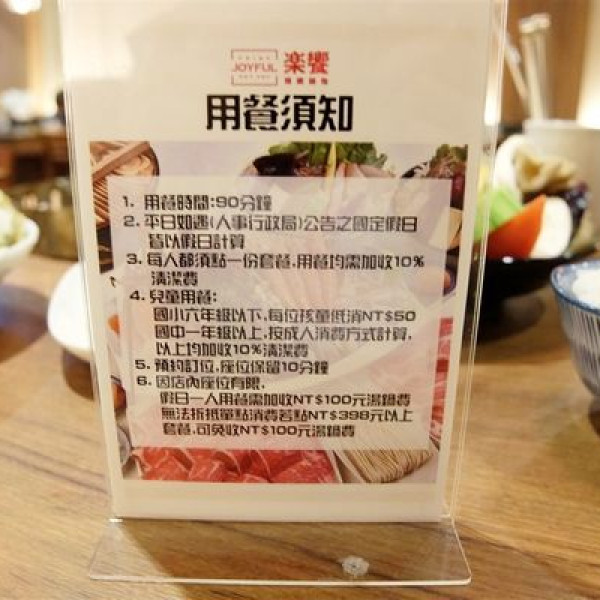 JOYFUL 楽饗
用餐須知
1. 用餐時間:90分鐘
2. 平日如遇(人事行政局)公告之國定假日
皆以假日計算
3. 每人都須點一份套餐.用餐均需加收10%
清潔費
4. 兒童用餐:
國小六年級以下,每位孩童低消NT$50
國中一年級以上,按成人消費方式計算,
以上均加收10%清潔費
5. 預約訂位,座位保留10分鐘
6. 因店內座位有限,
假日一人用餐需加收NT$100元湯鍋費
無法折抵單點消費若點NT$398元以上
套餐,可免收NT$100元湯鍋費